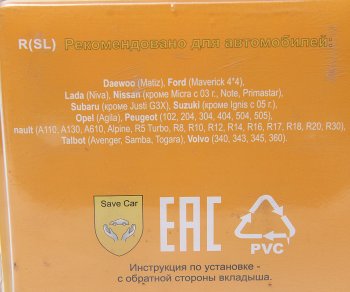 R(SL) Рекомендовано для автомобилей:
Daewoo (Matiz), Ford (Maverick 4*4),
Lada (Niva), Nissan (кроме Micra с 03 г., Note, Primastar),
Subaru (кроме Justi G3X), Suzuki (кроме Ignis с 05 г.),
Opel (Agila), Peugeot (102, 204, 304, 404, 504, 505),
nault (A110, A130, A610, Alpine, R5 Turbo, R8, R10, R12, R14, R16, R17, R18, R20, R30),
Talbot (Avenger, Samba, Togara), Volvo (340, 343, 345, 360).
Save Car
EAC
PVC
Инструкция по установке -
с обратной стороны вкладыша.